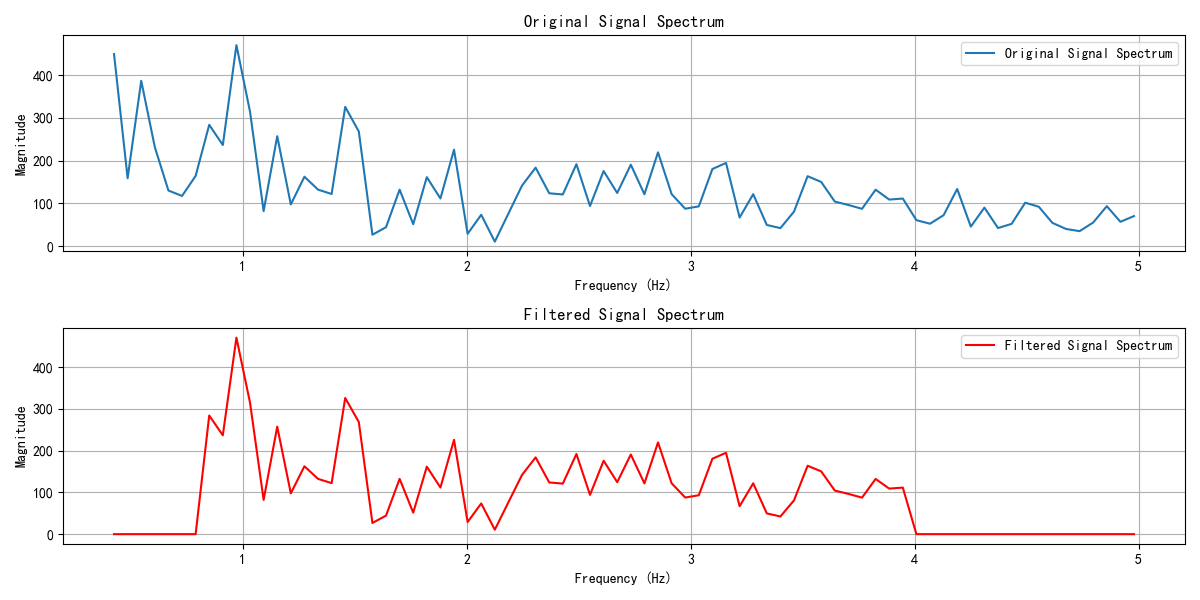 Original Signal Spectrum
Original Signal Spectrum
Magnitude
400
300
200
100
0
1 2 3 4 5
Frequency (Hz)
Filtered Signal Spectrum
Filtered Signal Spectrum
Magnitude
400
300
200
100
0
1 2 3 4 5
Frequency (Hz)